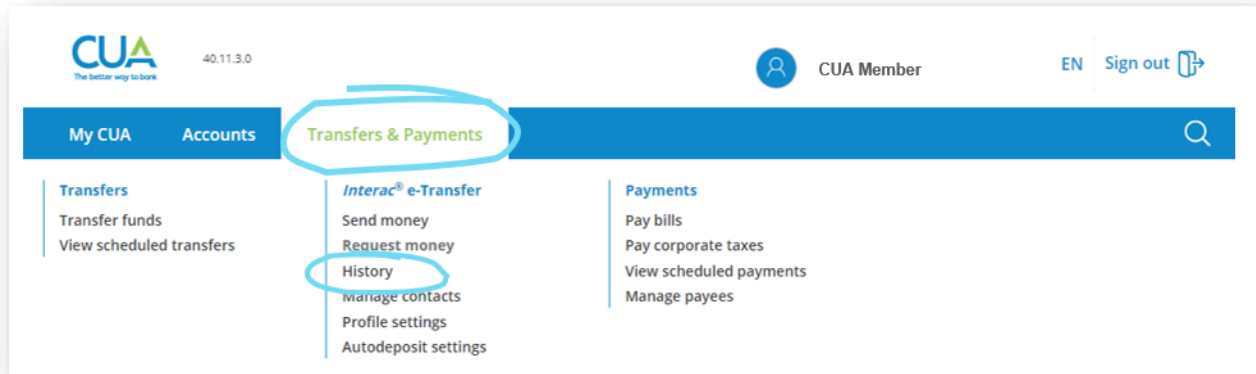 CUA
The better way to bank
40.11.3.0
CUA Member
EN
Sign out
My CUA
Accounts
Transfers & Payments
Transfers
Transfer funds
View scheduled transfers
Interac® e-Transfer
Send money
Request money
History
Manage contacts
Profile settings
Autodeposit settings
Payments
Pay bills
Pay corporate taxes
View scheduled payments
Manage payees